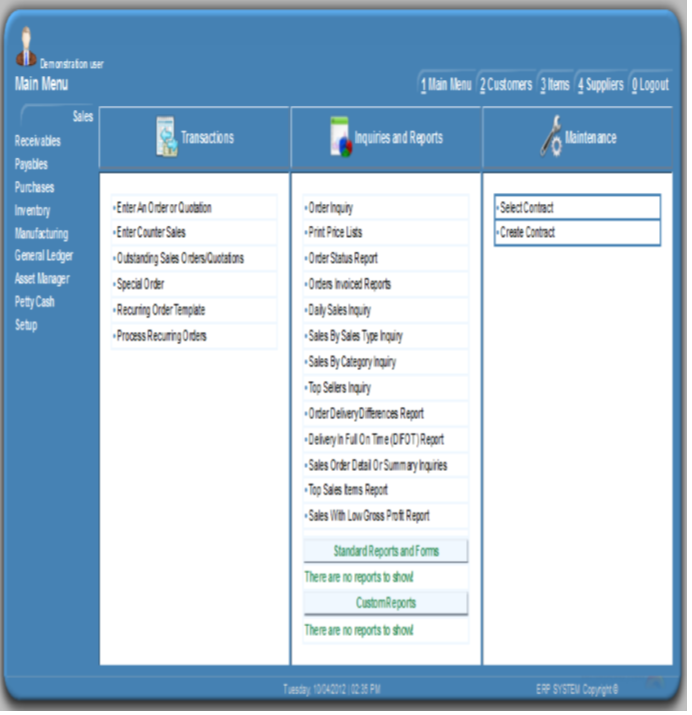 Demonstration user
Main Menu
1 Main Menu 2 Customers 3 Items 4 Suppliers 0 Logout
Sales
Receivables
Payables
Purchases
Inventory
Manufacturing
General Ledger
Asset Manager
Petty Cash
Setup
Transactions
Enter An Order or Quotation
Enter Counter Sales
Outstanding Sales Orders/Quotations
Special Order
Recurring Order Template
Process Recurring Orders
Inquiries and Reports
Order Inquiry
Print Price Lists
Order Status Report
Orders Invoiced Reports
Daily Sales Inquiry
Sales By Sales Type Inquiry
Sales By Category Inquiry
Top Sellers Inquiry
Order Delivery Differences Report
Delivery In Full On Time (DIFOT) Report
Sales Order Detail Or Summary Inquiries
Top Sales Items Report
Sales With Low Gross Profit Report
Standard Reports and Forms
There are no reports to show!
Custom Reports
There are no reports to show!
Maintenance
Select Contract
Create Contract
Tuesday, 10/04/2012 | 02:35 PM
ERP SYSTEM Copyright ©